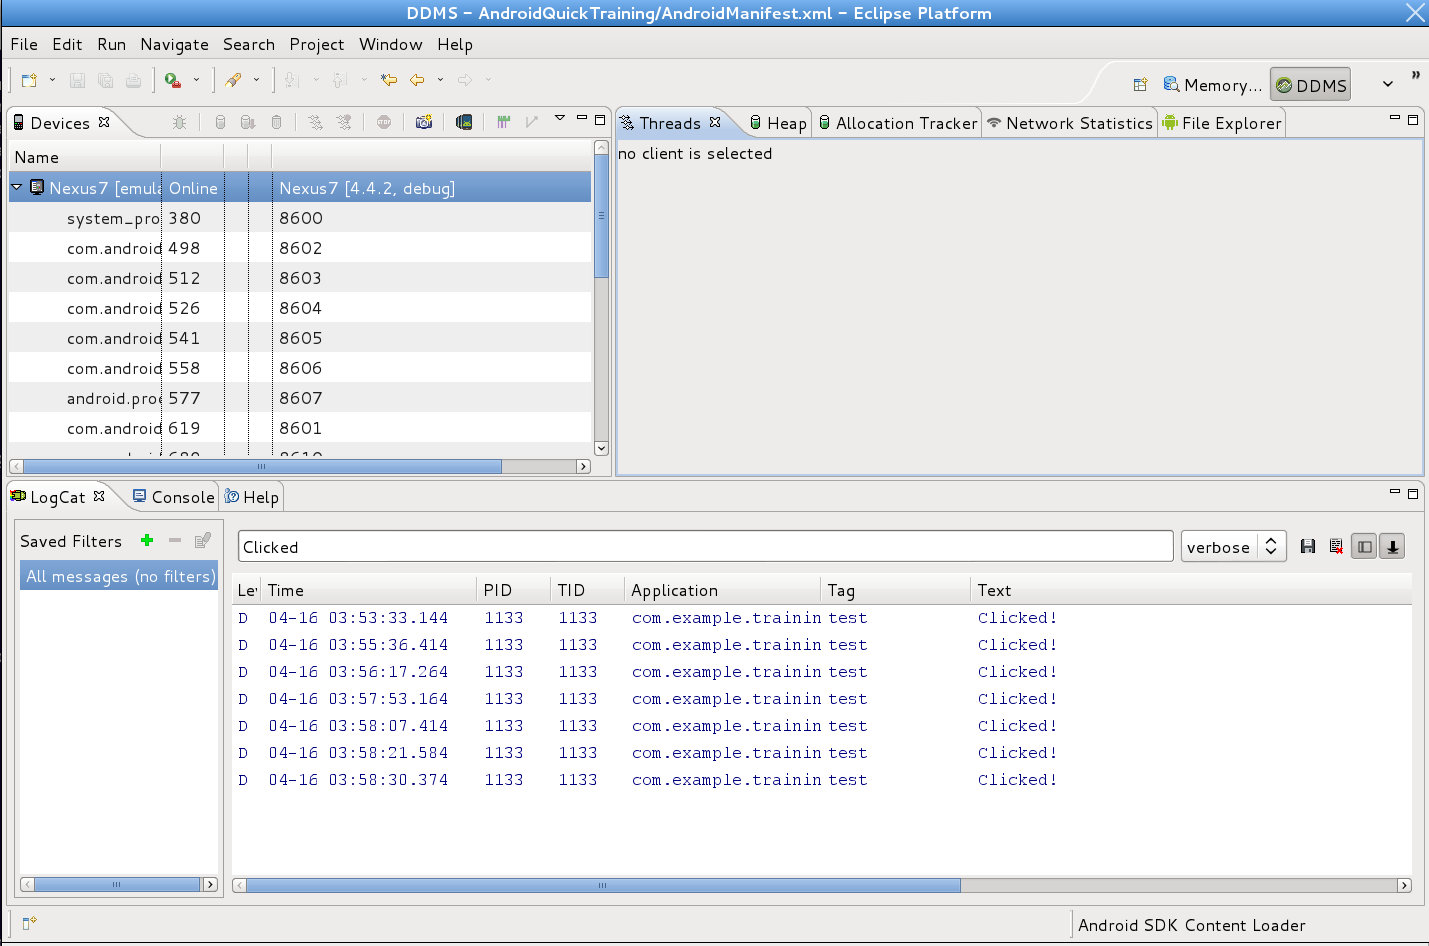 DDMS - AndroidQuickTraining/AndroidManifest.xml - Eclipse Platform
File Edit Run Navigate Search Project Window Help
Memory... DDMS
Devices
Name
Nexus7 [emula Online Nexus7 [4.4.2, debug]
system_pro 380 8600
com.android 498 8602
com.android 512 8603
com.android 526 8604
com.android 541 8605
com.android 558 8606
android.proc 577 8607
com.android 619 8601
Threads Heap Allocation Tracker Network Statistics File Explorer
no client is selected
LogCat Console Help
Saved Filters
All messages (no filters)
Clicked verbose
Lev Time PID TID Application Tag Text
D 04-16 03:53:33.144 1133 1133 com.example.trainin test Clicked!
D 04-16 03:55:36.414 1133 1133 com.example.trainin test Clicked!
D 04-16 03:56:17.264 1133 1133 com.example.trainin test Clicked!
D 04-16 03:57:53.164 1133 1133 com.example.trainin test Clicked!
D 04-16 03:58:07.414 1133 1133 com.example.trainin test Clicked!
D 04-16 03:58:21.584 1133 1133 com.example.trainin test Clicked!
D 04-16 03:58:30.374 1133 1133 com.example.trainin test Clicked!
Android SDK Content Loader